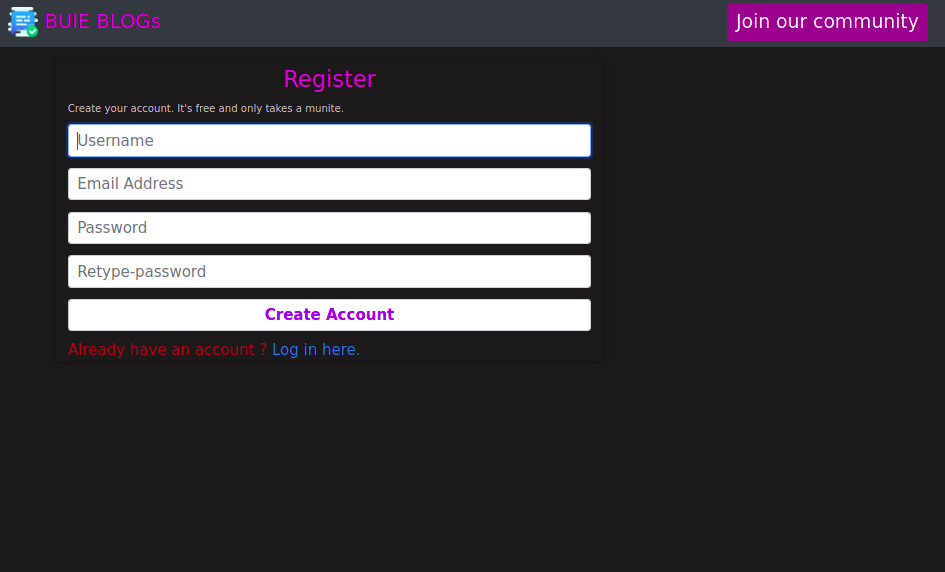 BUIE BLOGs
Join our community
Register
Create your account. It's free and only takes a munite.
Username
Email Address
Password
Retype-password
Create Account
Already have an account ? Log in here.